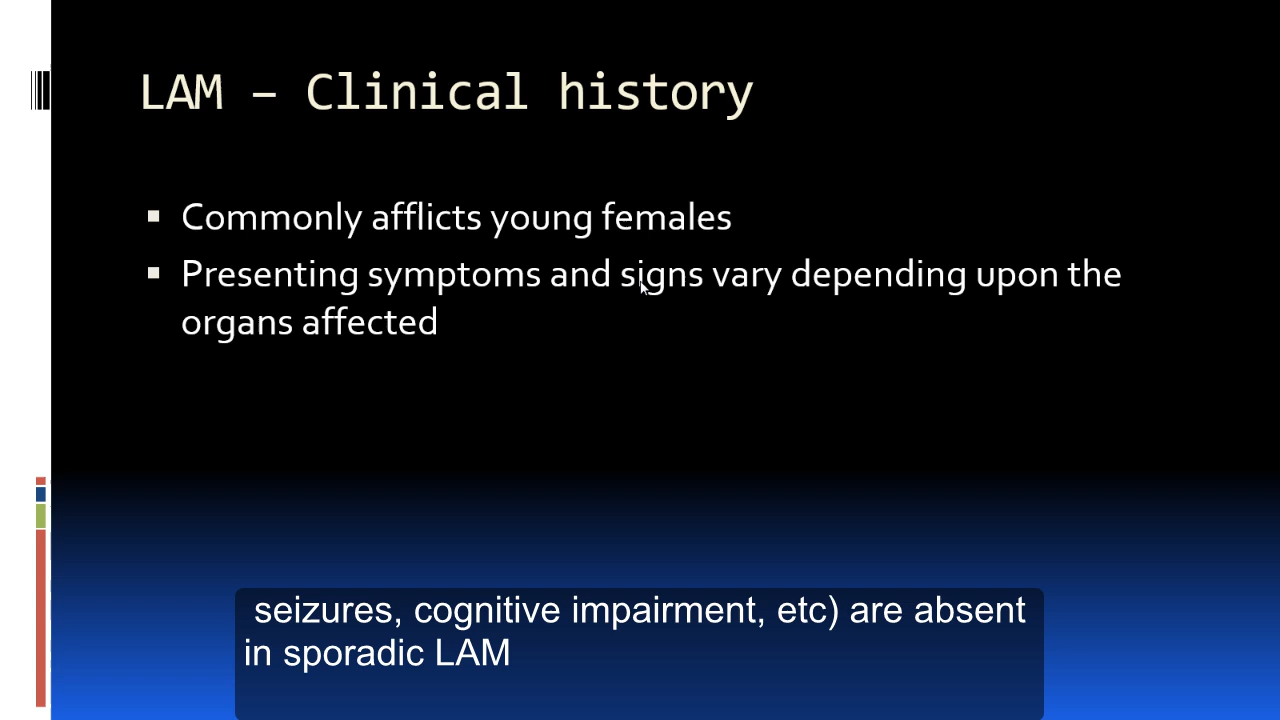 LAM – Clinical history
▪ Commonly afflicts young females
▪ Presenting symptoms and signs vary depending upon the
organs affected
seizures, cognitive impairment, etc) are absent
in sporadic LAM